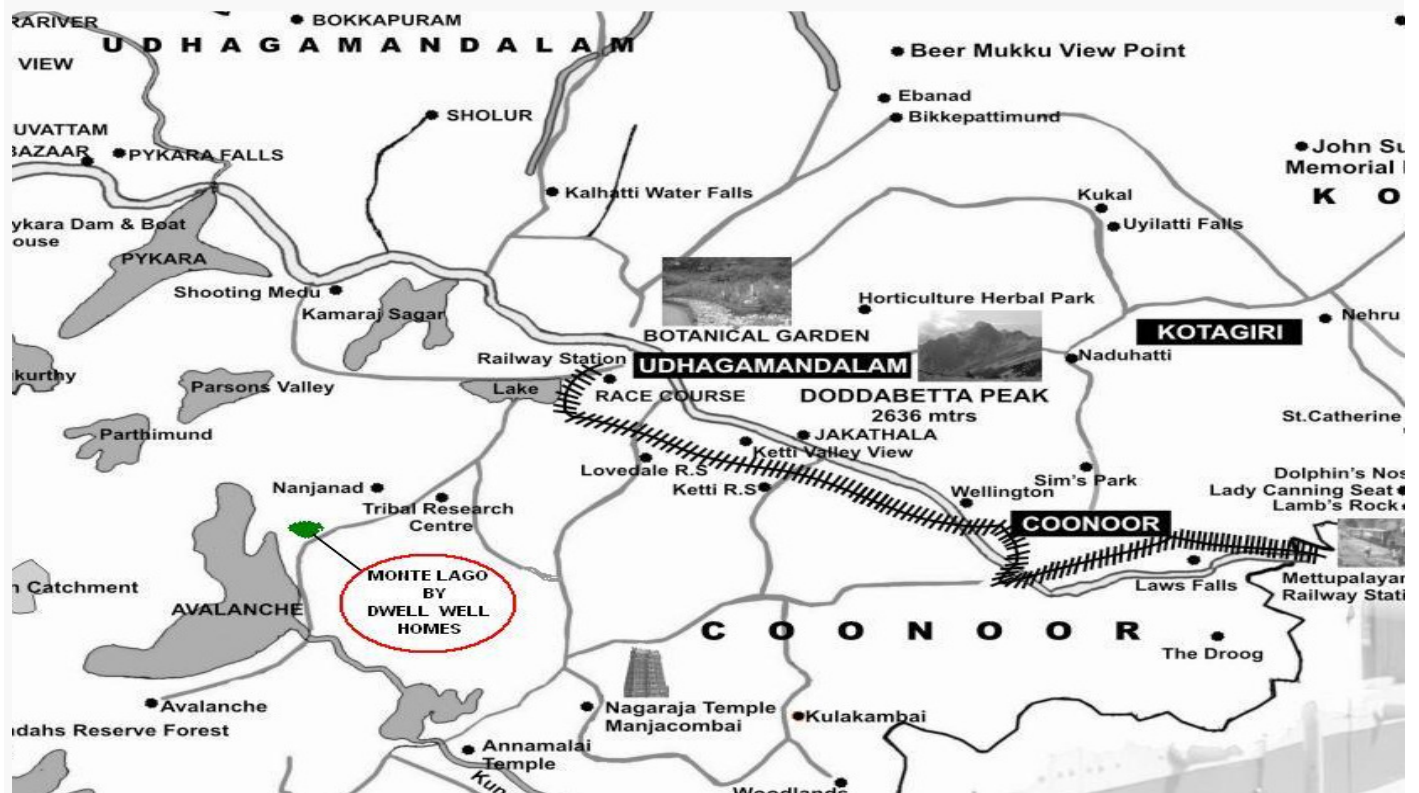 RARIVER
BOKKAPURAM
UDHAGAMANDALAM
VIEW
Beer Mukku View Point
Ebanad
Bikkepattimund
SHOLUR
UVATTAM
BAZAAR
PYKARA FALLS
John Su
Memorial
K O
Kalhatti Water Falls
Kukal
Uyilatti Falls
ykara Dam & Boat
ouse
PYKARA
Shooting Medu
Kamaraj Sagar
Horticulture Herbal Park
BOTANICAL GARDEN
KOTAGIRI
Nehru
Railway Station
UDHAGAMANDALAM
Naduhatti
kurthy
Parsons Valley
Lake
RACE COURSE
DODDABETTA PEAK
2636 mtrs
St.Catherine
Parthimund
JAKATHALA
Ketti Valley View
Lovedale R.S
Ketti R.S
Sim's Park
Dolphin's Nos
Lady Canning Seat
Lamb's Rock
Nanjanad
Tribal Research
Centre
Wellington
COONOOR
MONTE LAGO
BY
DWELL WELL
HOMES
n Catchment
AVALANCHE
Laws Falls
Mettupalayar
Railway Stati
COONOOR
The Droog
Avalanche
Nagaraja Temple
Manjacombai
Kulakambai
ndahs Reserve Forest
Annamalai
Temple
Kun
Woodlands